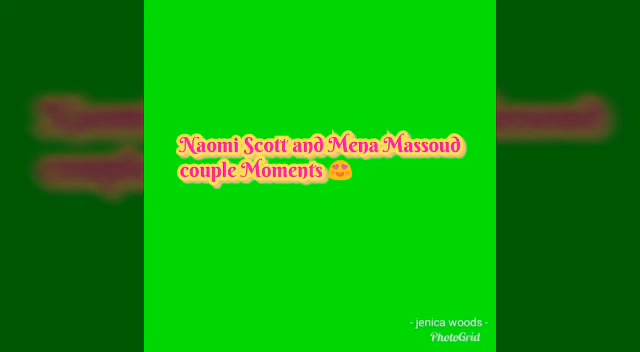 Naomi Scott and Mena Massoud
couple Moments 😍
- jenica woods -
PhotoGrid